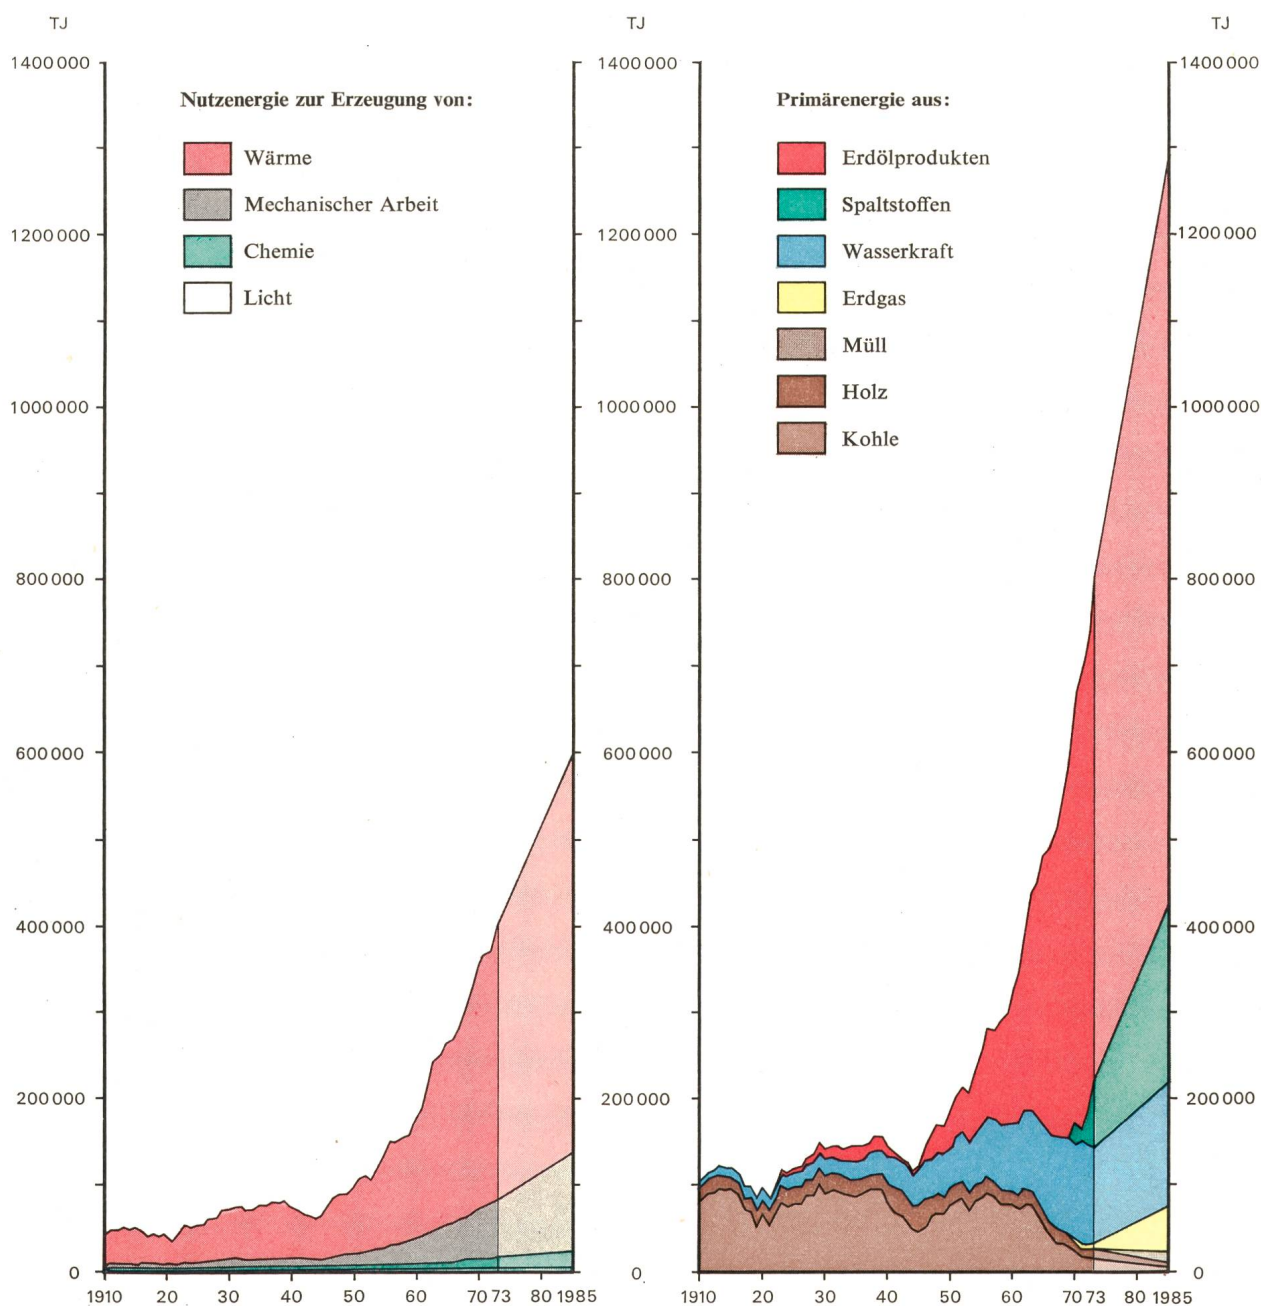 TJ TJ TJ
1400000 1400000 1400000
Nutzenergie zur Erzeugung von: Primärenergie aus:
Wärme Erdölprodukten
Mechanischer Arbeit Spaltstoffen
1200000 1200000 1200000
Chemie Wasserkraft
Licht Erdgas
Müll
Holz
1000000 1000000 1000000
Kohle
800000 800000 800000
600000 600000 600000
400000 400000 400000
200000 200000 200000
0 0 0
1910 20 30 40 50 60 70 73 80 1985 1910 20 30 40 50 60 70 73 80 1985